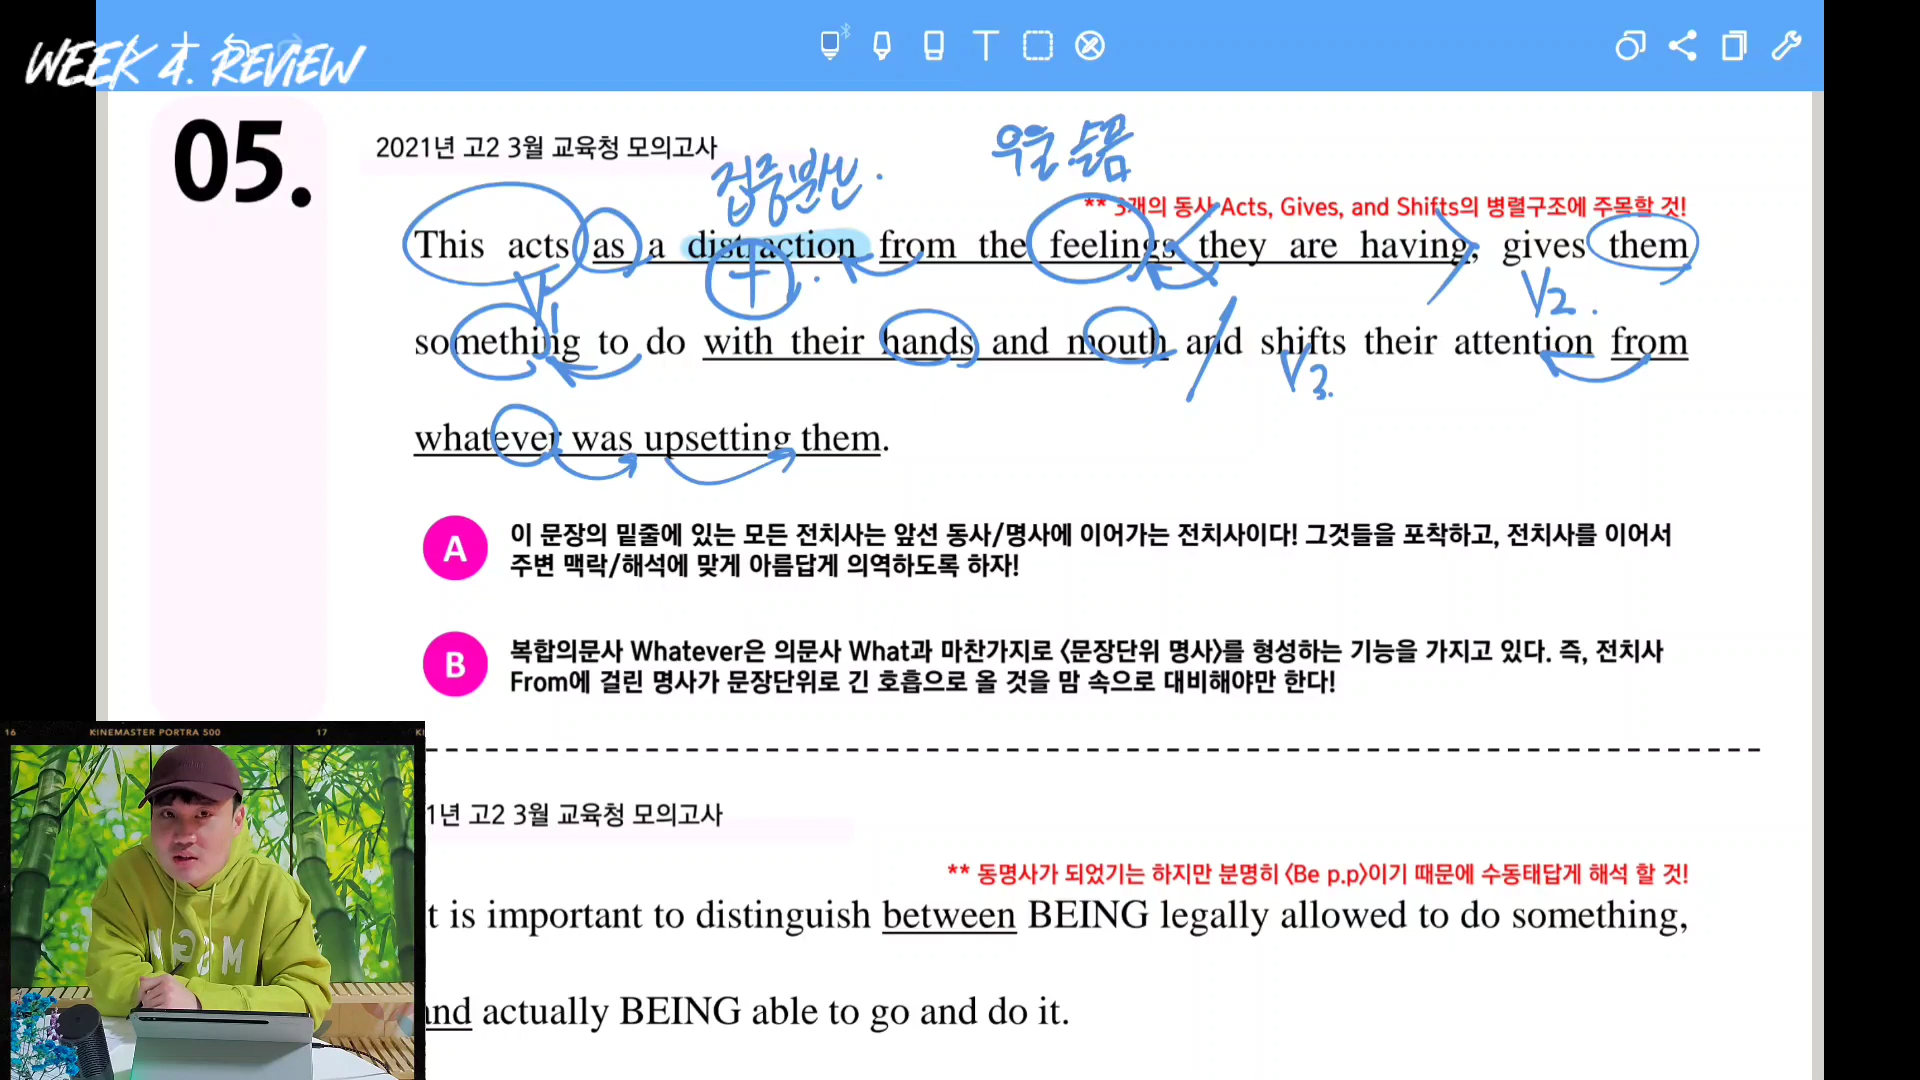 WEEK 4. REVIEW
05.
2021년 고2 3월 교육청 모의고사
집중분산.
우울 슬픔
** 3개의 동사 Acts, Gives, and Shifts의 병렬구조에 주목할 것!
This acts as a distraction from the feelings they are having, gives them
+
V1
V2.
something to do with their hands and mouth and shifts their attention from
V3.
whatever was upsetting them.
A 이 문장의 밑줄에 있는 모든 전치사는 앞선 동사/명사에 이어가는 전치사이다! 그것들을 포착하고, 전치사를 이어서
주변 맥락/해석에 맞게 아름답게 의역하도록 하자!
B 복합의문사 Whatever은 의문사 What과 마찬가지로 <문장단위 명사>를 형성하는 기능을 가지고 있다. 즉, 전치사
From에 걸린 명사가 문장단위로 긴 호흡으로 올 것을 맘 속으로 대비해야만 한다!
16 KINEMASTER PORTRA 500 17 KI
1년 고2 3월 교육청 모의고사
** 동명사가 되었기는 하지만 분명히 <Be p.p>이기 때문에 수동태답게 해석 할 것!
t is important to distinguish between BEING legally allowed to do something,
and actually BEING able to go and do it.